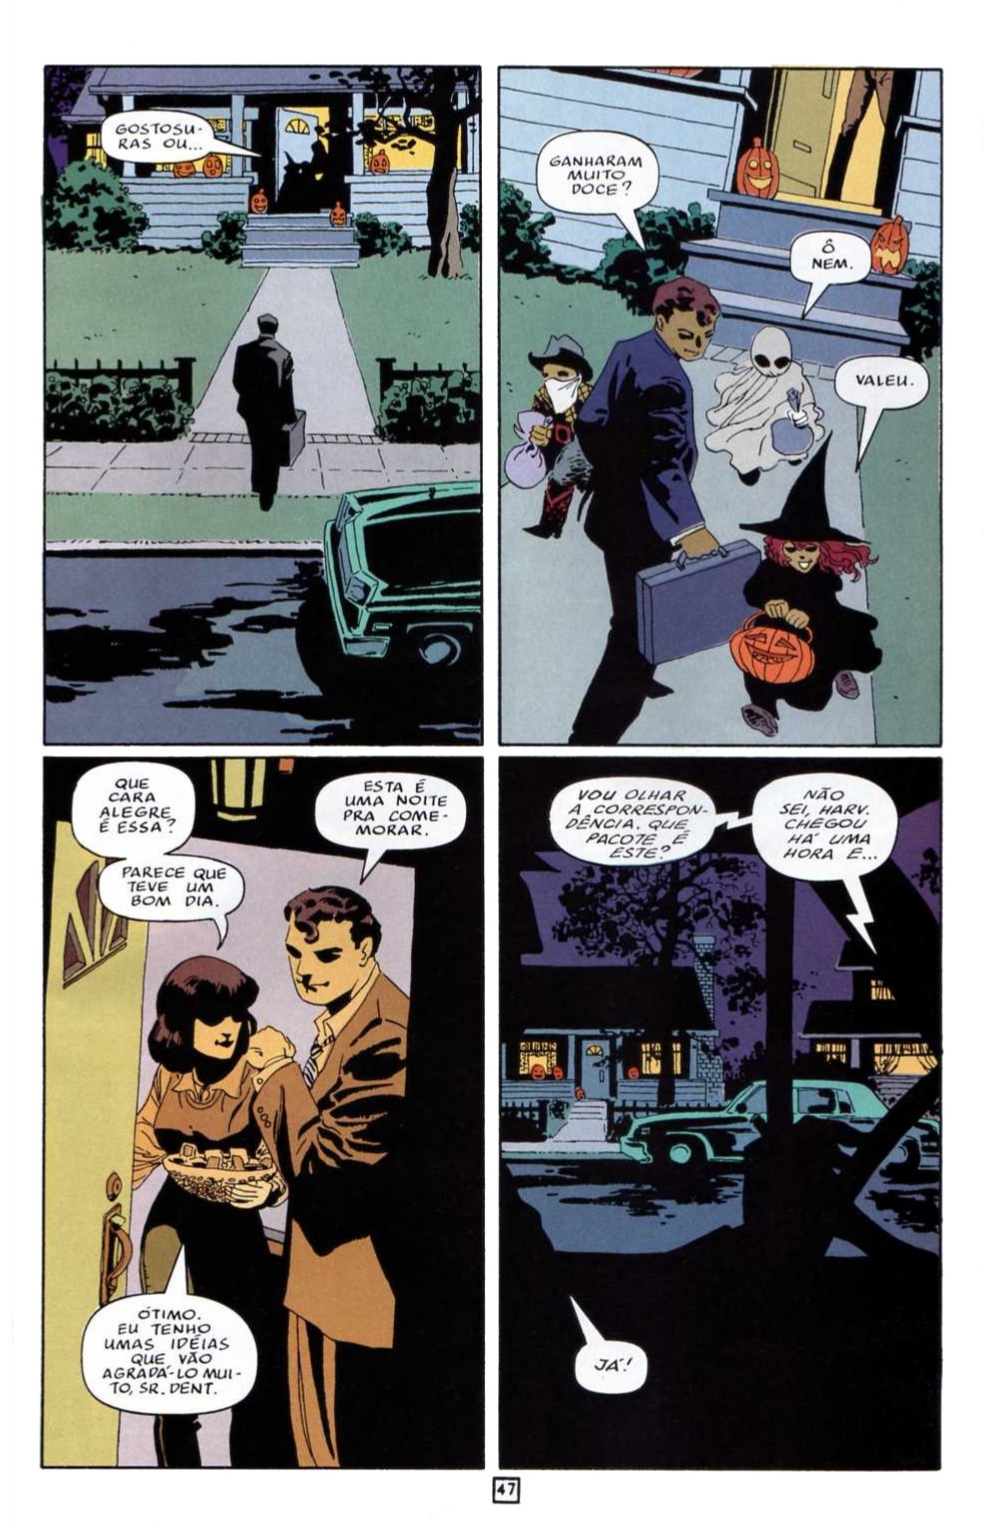 GOSTOSU-
RAS OU...
GANHARAM
MUITO
DOCE?
Ô
NEM.
VALEU.
QUE
CARA
ALEGRE
É ESSA?
PARECE QUE
TEVE UM
BOM DIA.
ESTA É
UMA NOITE
PRA COME-
MORAR.
ÓTIMO.
EU TENHO
UMAS IDÉIAS
QUE VÃO
AGRADÁ-LO MUI-
TO, SR. DENT.
VOU OLHAR
A CORRESPON-
DÊNCIA. QUE
PACOTE É
ESTE?
NÃO
SEI, HARV.
CHEGOU
HÁ UMA
HORA E...
JÁ!
47